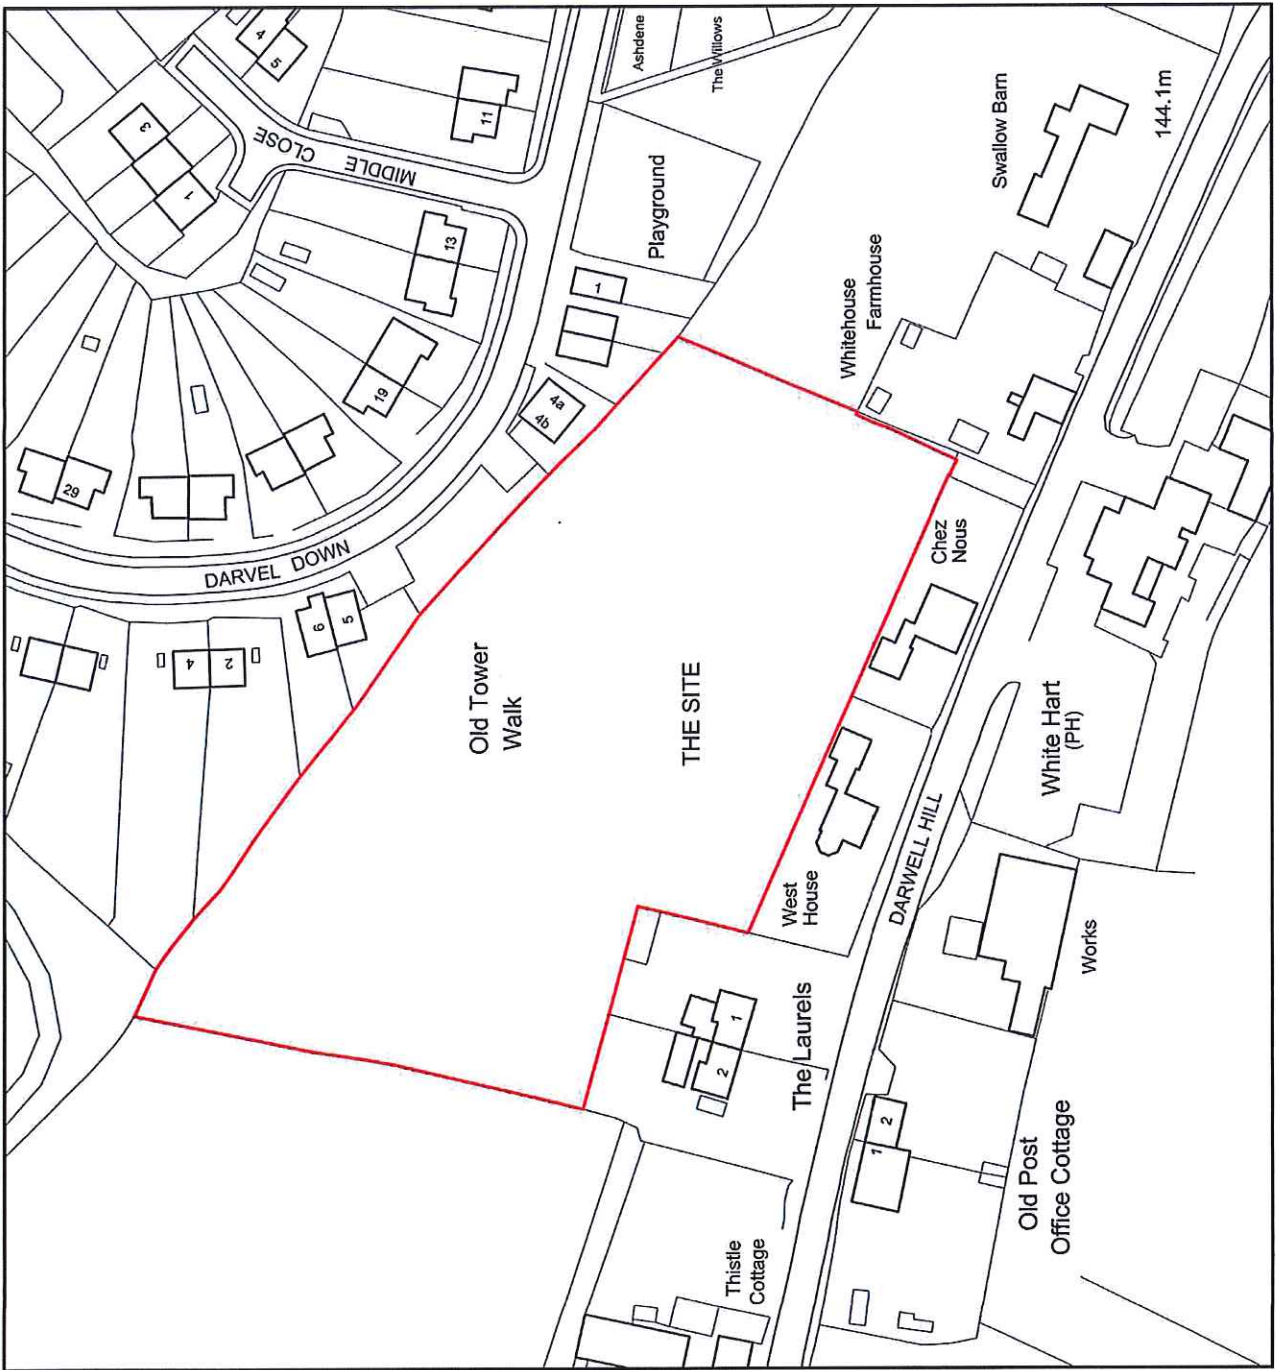 4
5
3
1
11
MIDDLE CLOSE
13
19
29
DARVEL DOWN
6
5
4
2
Ashdene
The Willows
Playground
1
4a
4b
Swallow Barn
144.1m
Whitehouse
Farmhouse
Old Tower
Walk
THE SITE
Chez
Nous
West
House
DARWELL HILL
White Hart
(PH)
Works
The Laurels
1
2
1
2
Old Post
Office Cottage
Thistle
Cottage